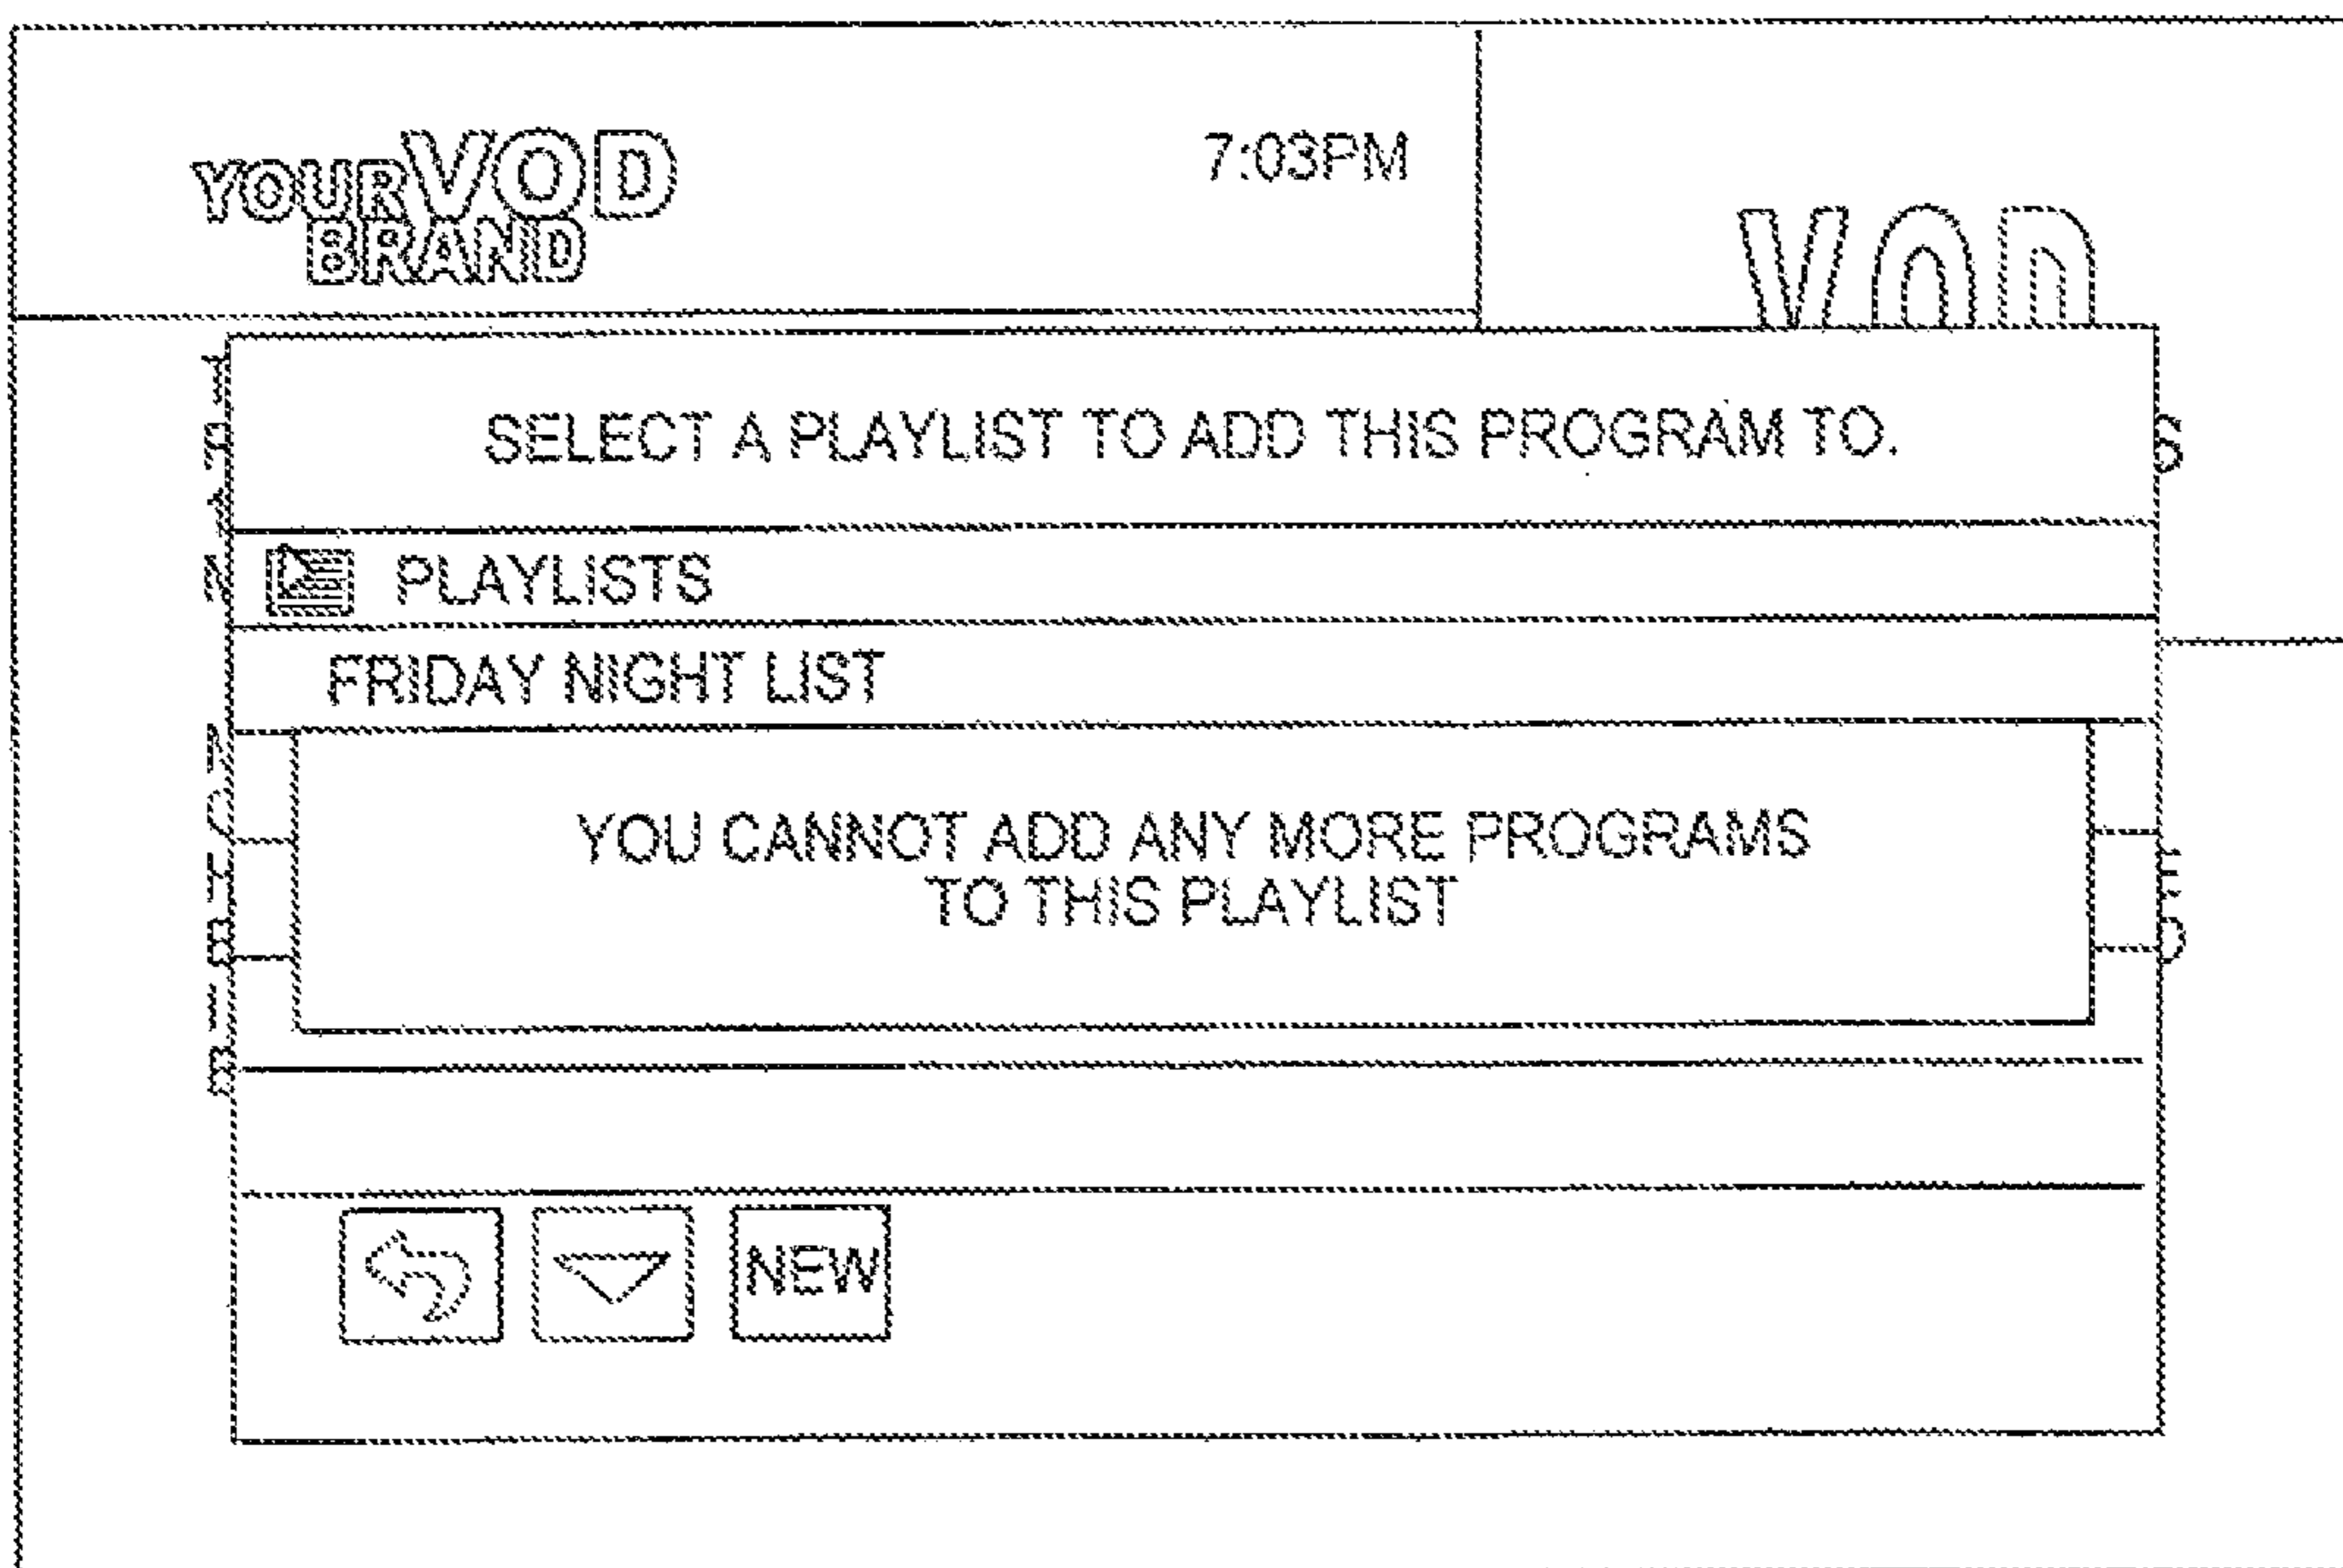 YOUR VOD
BRAND
7:03PM
VOD
SELECT A PLAYLIST TO ADD THIS PROGRAM TO.
PLAYLISTS
FRIDAY NIGHT LIST
YOU CANNOT ADD ANY MORE PROGRAMS
TO THIS PLAYLIST
NEW